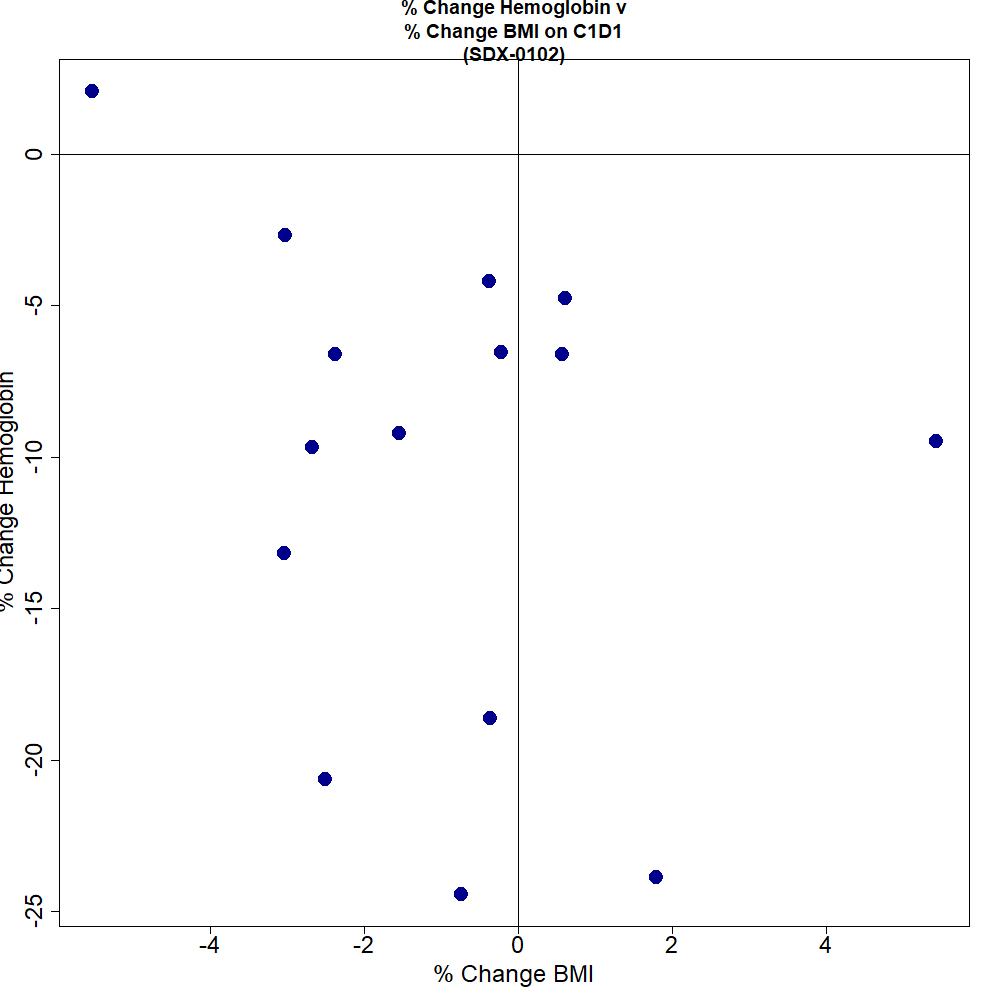 % Change Hemoglobin v
% Change BMI on C1D1
(SDX-0102)
% Change Hemoglobin
0
-5
-10
-15
-20
-25
-4 -2 0 2 4
% Change BMI